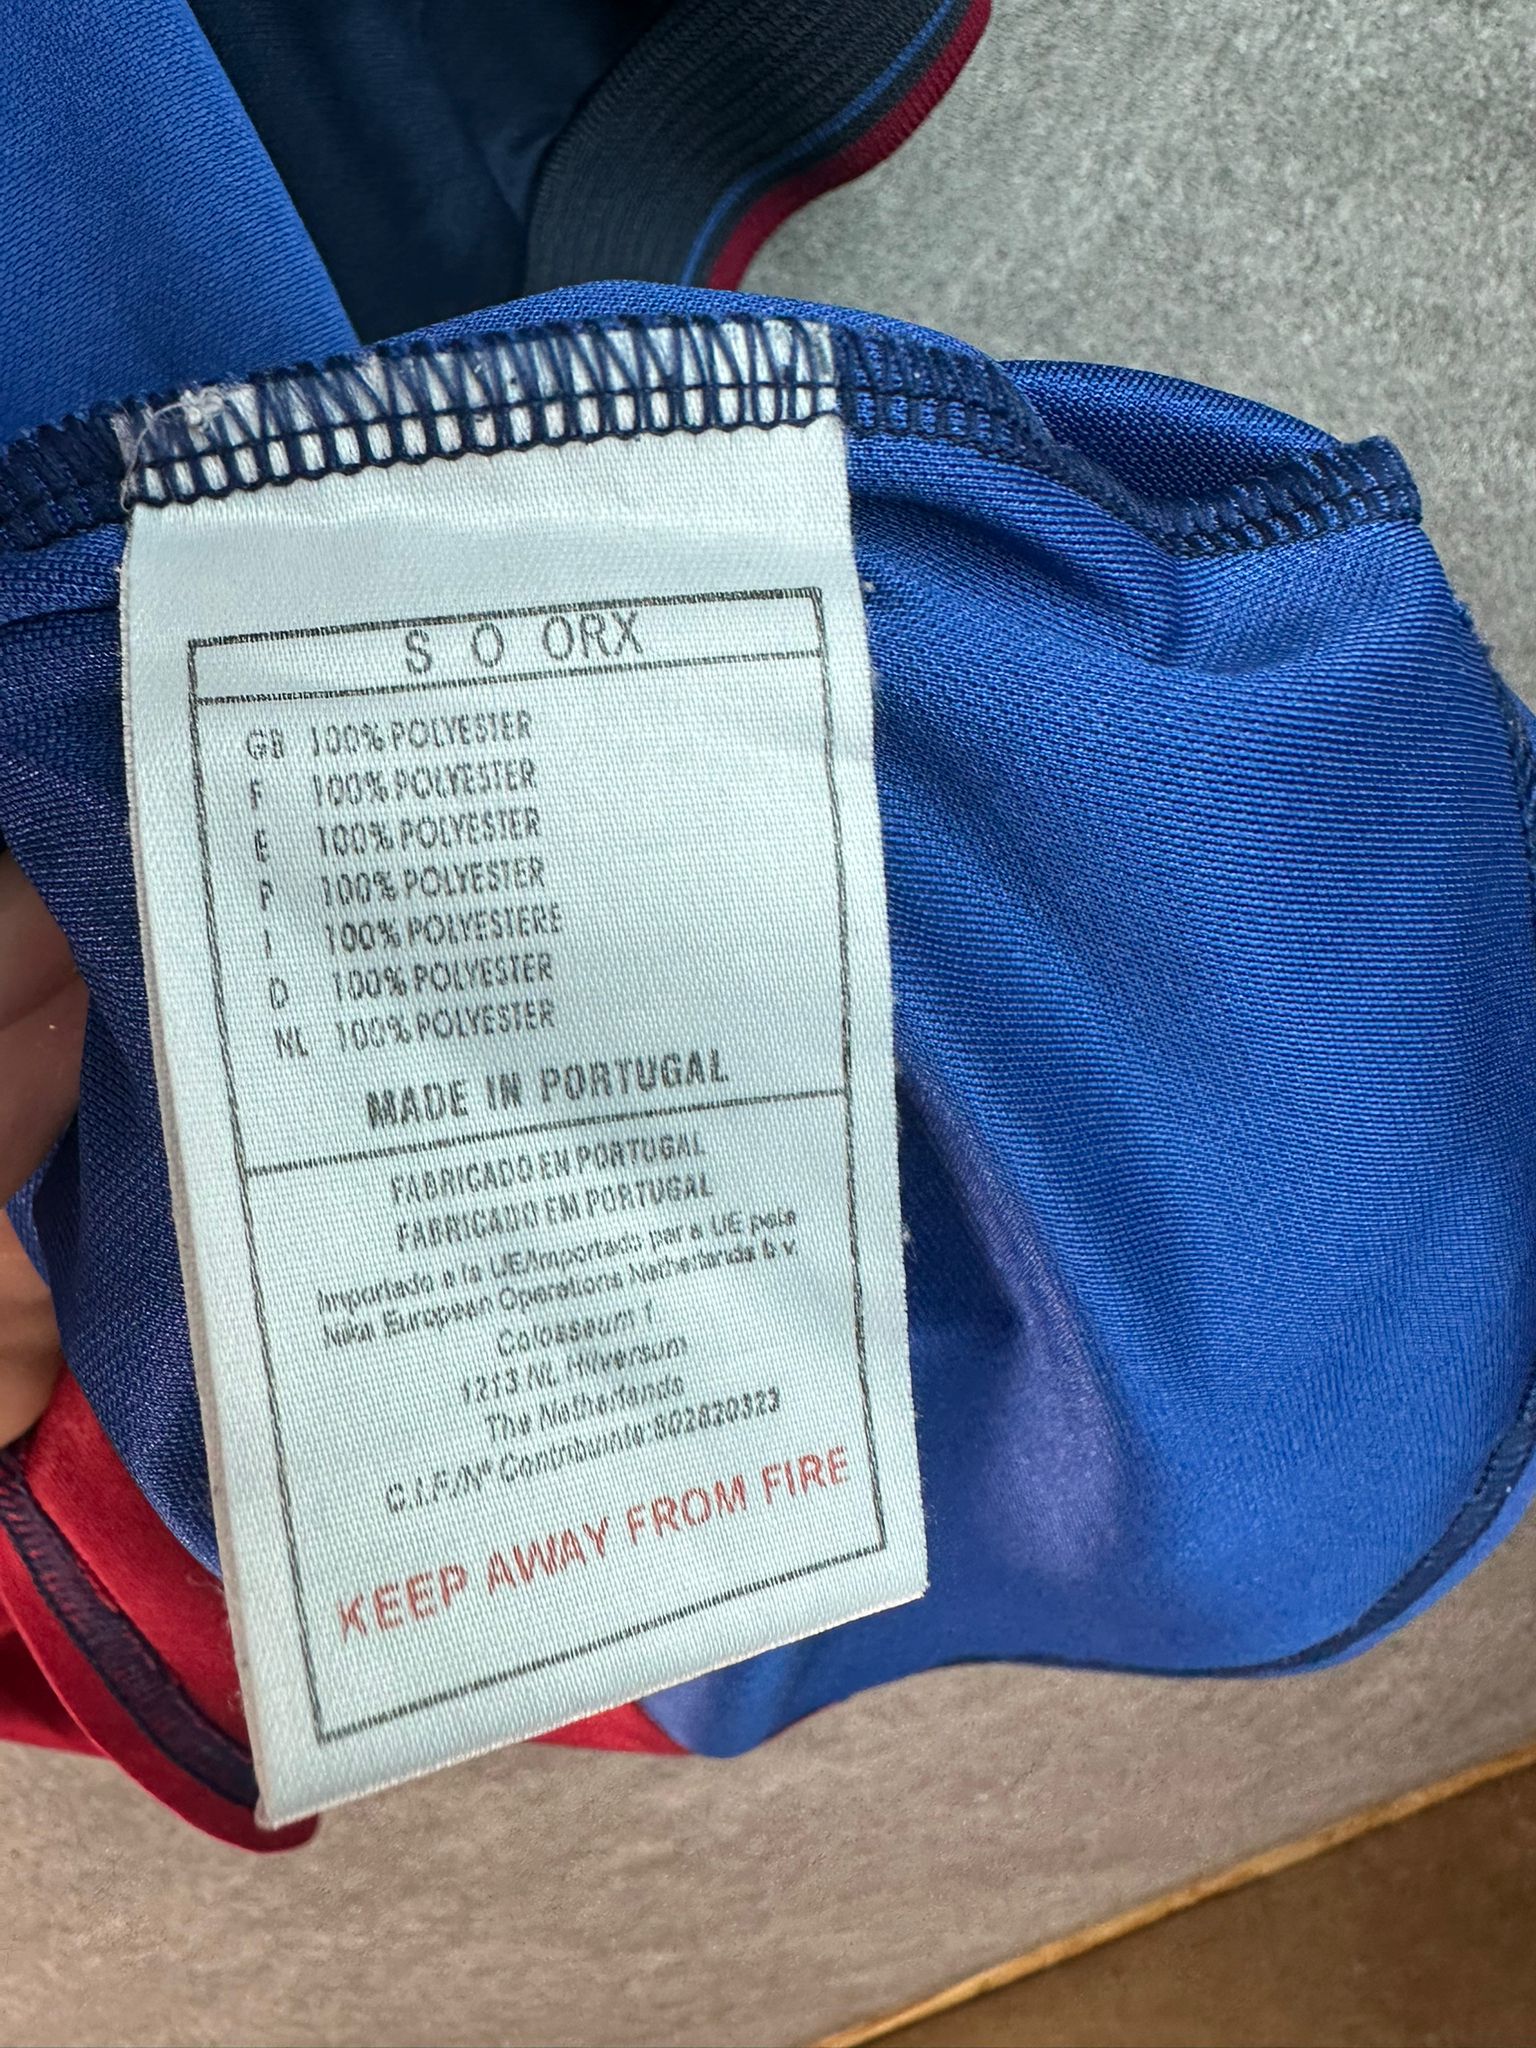 S O ORX
GB 100% POLYESTER
F 100% POLYESTER
E 100% POLYESTER
P 100% POLYESTER
I 100% POLYESTERE
D 100% POLYESTER
NL 100% POLYESTER
MADE IN PORTUGAL
FABRICADO EN PORTUGAL
FABRICADO EM PORTUGAL
Importado a la UE/Importado para UE pela
Nike European Operations Netherlands b v
Colosseum 1
1213 NL Hilversum
The Netherlands
C.I.F./Nº Contribuinte 502820323
KEEP AWAY FROM FIRE